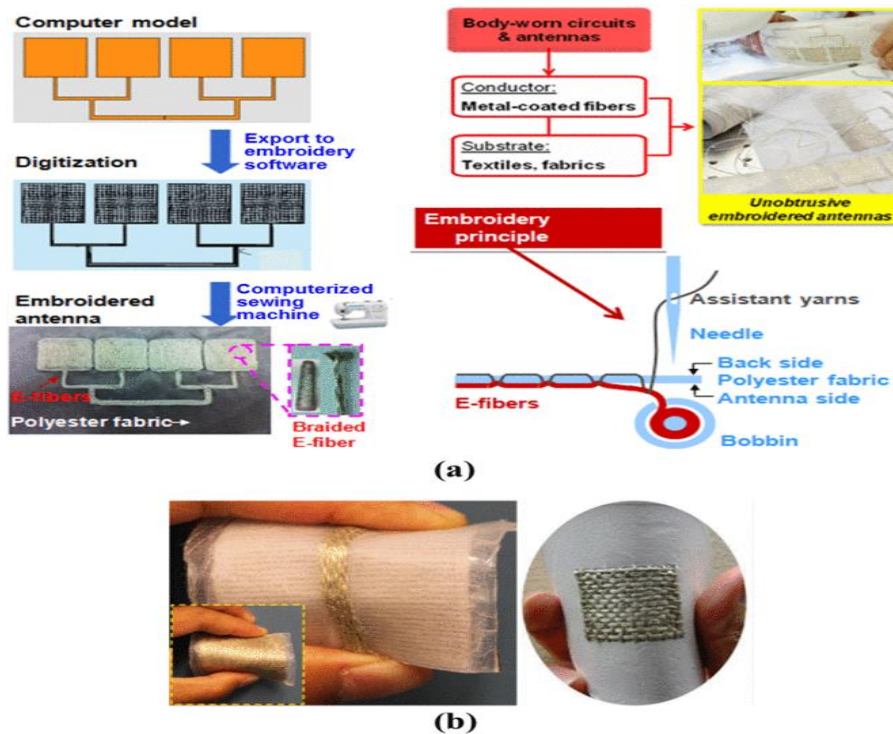 Computer model
Export to
embroidery
software
Digitization
Computerized
sewing
machine
Embroidered
antenna
E-fibers
Polyester fabric
Braided
E-fiber
Body-worn circuits
& antennas
Conductor:
Metal-coated fibers
Substrate:
Textiles, fabrics
Unobtrusive
embroidered antennas
Embroidery
principle
Assistant yarns
Needle
Back side
Polyester fabric
Antenna side
E-fibers
Bobbin
(a)
(b)